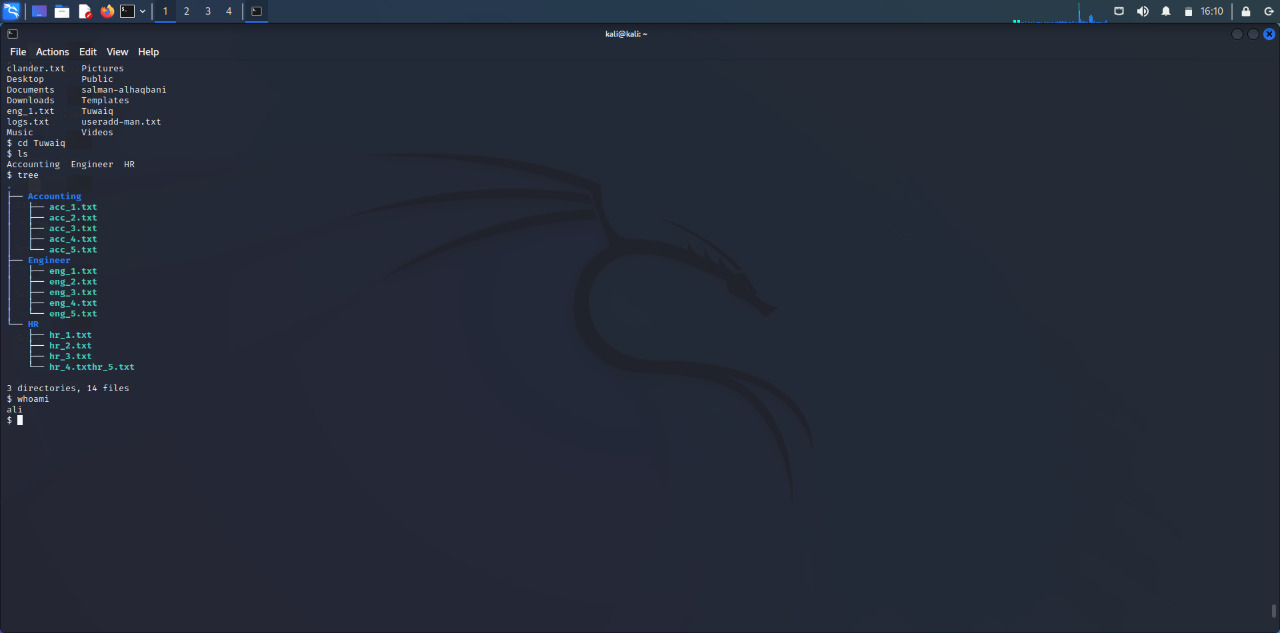 1 2 3 4 16:10
kali@kali: ~
File Actions Edit View Help
clander.txt Pictures
Desktop Public
Documents salman-alhaqbani
Downloads Templates
eng_1.txt Tuwaiq
logs.txt useradd-man.txt
Music Videos
$ cd Tuwaiq
$ ls
Accounting Engineer HR
$ tree
.
├── Accounting
│   ├── acc_1.txt
│   ├── acc_2.txt
│   ├── acc_3.txt
│   ├── acc_4.txt
│   └── acc_5.txt
├── Engineer
│   ├── eng_1.txt
│   ├── eng_2.txt
│   ├── eng_3.txt
│   ├── eng_4.txt
│   └── eng_5.txt
└── HR
    ├── hr_1.txt
    ├── hr_2.txt
    ├── hr_3.txt
    └── hr_4.txthr_5.txt
3 directories, 14 files
$ whoami
ali
$